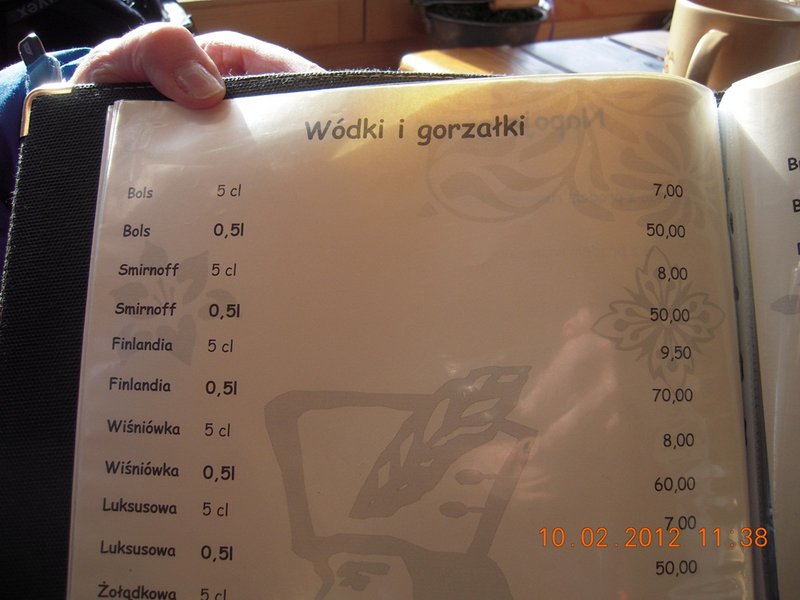 Wódki i gorzałki
Bols 5 cl 7,00
Bols 0,5l 50,00
Smirnoff 5 cl 8,00
Smirnoff 0,5l 50,00
Finlandia 5 cl 9,50
Finlandia 0,5l 70,00
Wiśniówka 5 cl 8,00
Wiśniówka 0,5l 60,00
Luksusowa 5 cl 7,00
Luksusowa 0,5l 50,00
Żołądkowa 5 cl
10.02.2012 11:38